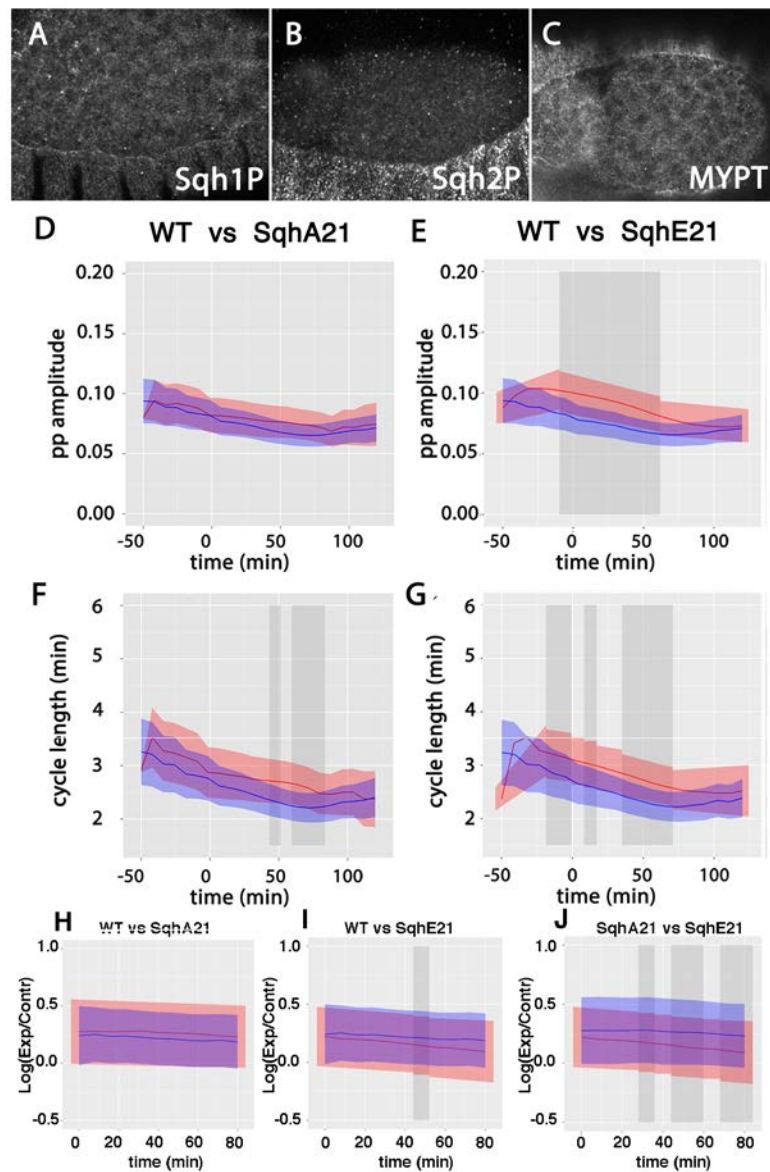 A B C
Sqh1P Sqh2P MYPT
D E
WT vs SqhA21 WT vs SqhE21
0.20 0.20
0.15 0.15
0.10 0.10
0.05 0.05
0.00 0.00
pp amplitude pp amplitude
-50 0 50 100 -50 0 50 100
time (min) time (min)
F G
6 6
5 5
4 4
3 3
2 2
cycle length (min) cycle length (min)
-50 0 50 100 -50 0 50 100
time (min) time (min)
H I J
WT vs SqhA21 WT vs SqhE21 SqhA21 vs SqhE21
1.0 1.0 1.0
0.5 0.5 0.5
0.0 0.0 0.0
-0.5 -0.5 -0.5
Log(Exp/Contr) Log(Exp/Contr) Log(Exp/Contr)
0 20 40 60 80 0 20 40 60 80 0 20 40 60 80
time (min) time (min) time (min)